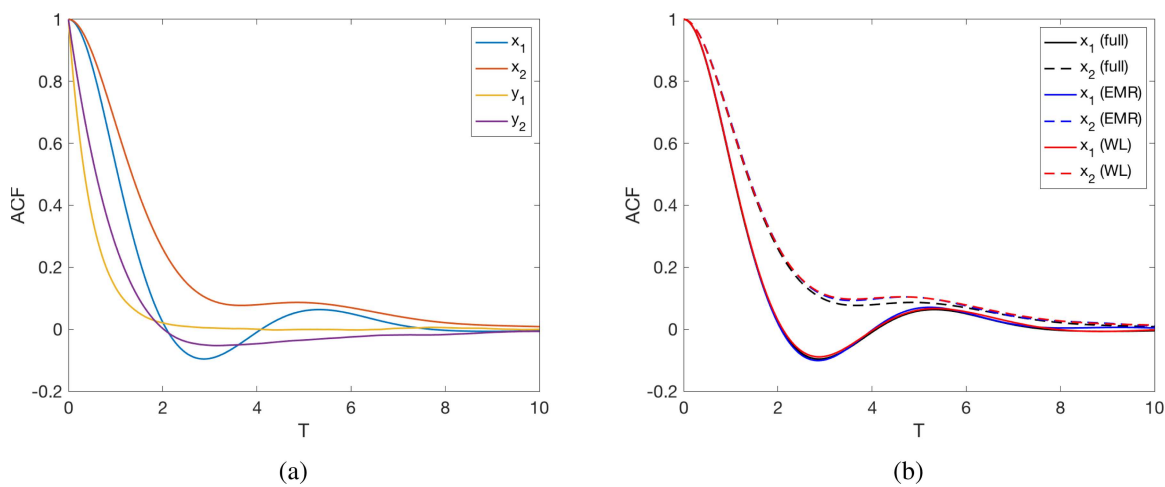 1
0.8
0.6
0.4
0.2
0
-0.2
ACF
0 2 4 6 8 10
T
x1
x2
y1
y2
(a)
1
0.8
0.6
0.4
0.2
0
-0.2
ACF
0 2 4 6 8 10
T
x1 (full)
x2 (full)
x1 (EMR)
x2 (EMR)
x1 (WL)
x2 (WL)
(b)